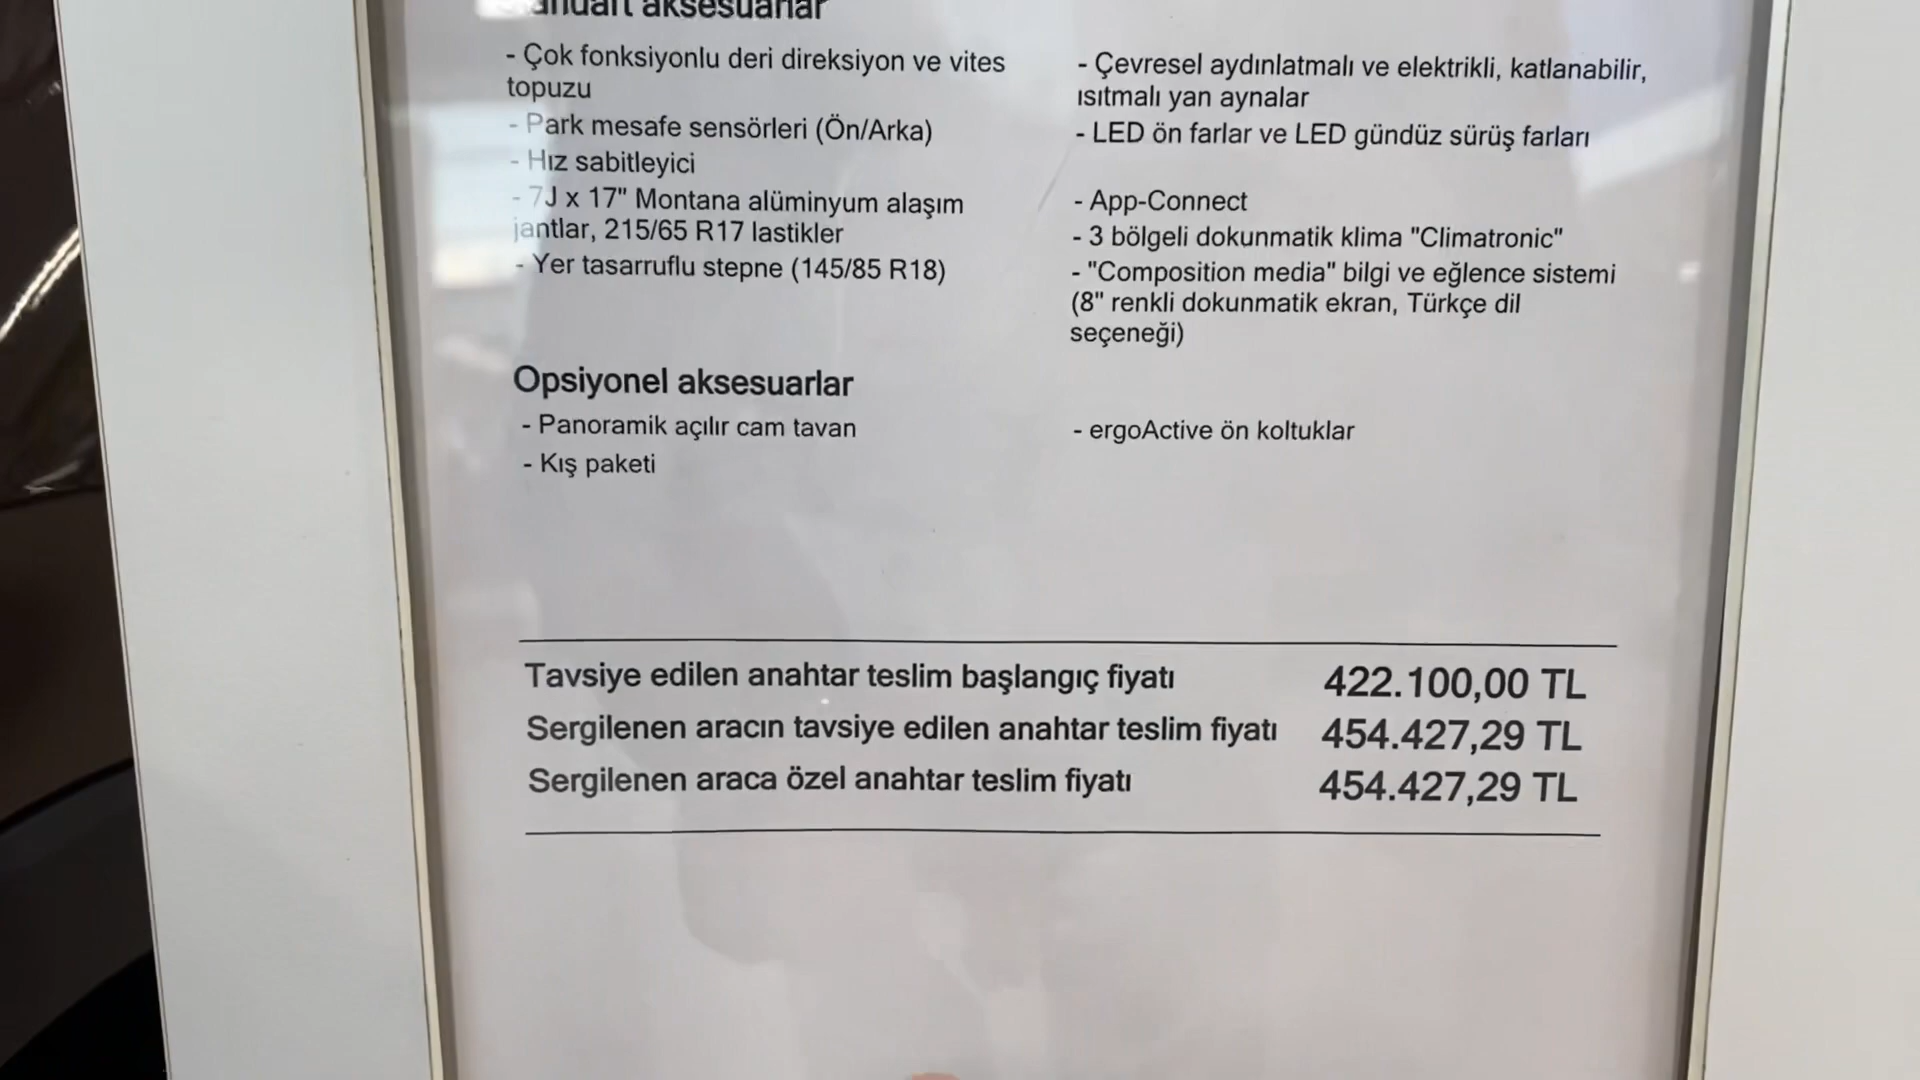 Standart aksesuarlar
- Çok fonksiyonlu deri direksiyon ve vites
topuzu
- Park mesafe sensörleri (Ön/Arka)
- Hız sabitleyici
- 7J x 17" Montana alüminyum alaşım
jantlar, 215/65 R17 lastikler
- Yer tasarruflu stepne (145/85 R18)
- Çevresel aydınlatmalı ve elektrikli, katlanabilir,
ısıtmalı yan aynalar
- LED ön farlar ve LED gündüz sürüş farları
- App-Connect
- 3 bölgeli dokunmatik klima "Climatronic"
- "Composition media" bilgi ve eğlence sistemi
(8" renkli dokunmatik ekran, Türkçe dil
seçeneği)
Opsiyonel aksesuarlar
- Panoramik açılır cam tavan
- Kış paketi
- ergoActive ön koltuklar
Tavsiye edilen anahtar teslim başlangıç fiyatı 422.100,00 TL
Sergilenen aracın tavsiye edilen anahtar teslim fiyatı 454.427,29 TL
Sergilenen araca özel anahtar teslim fiyatı 454.427,29 TL